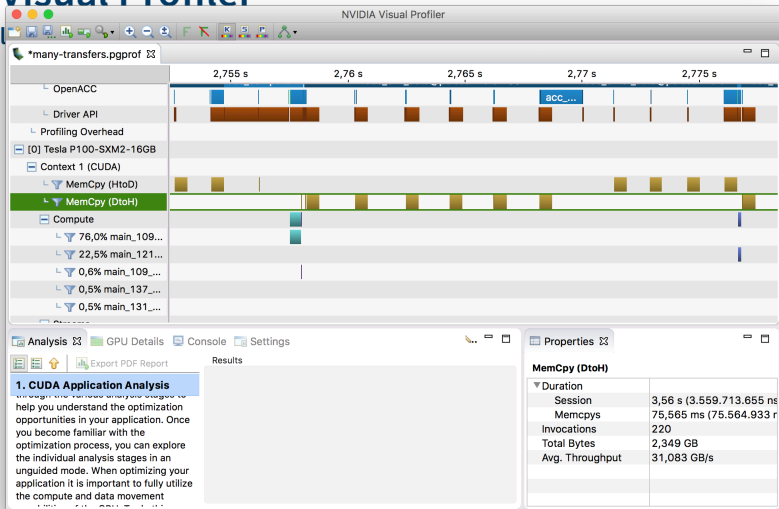 Visual Profiler
NVIDIA Visual Profiler
*many-transfers.pgprof
2,755 s 2,76 s 2,765 s 2,77 s 2,775 s
OpenACC
acc_...
Driver API
Profiling Overhead
[0] Tesla P100-SXM2-16GB
Context 1 (CUDA)
MemCpy (HtoD)
MemCpy (DtoH)
Compute
76,0% main_109...
22,5% main_121...
0,6% main_109_...
0,5% main_137_...
0,5% main_131_...
Streams
Analysis GPU Details Console Settings
Export PDF Report
Results
1. CUDA Application Analysis
through the various analysis stages to
help you understand the optimization
opportunities in your application. Once
you become familiar with the
optimization process, you can explore
the individual analysis stages in an
unguided mode. When optimizing your
application it is important to fully utilize
the compute and data movement
Properties
MemCpy (DtoH)
Duration
Session 3,56 s (3.559.713.655 ns
Memcpys 75,565 ms (75.564.933 n
Invocations 220
Total Bytes 2,349 GB
Avg. Throughput 31,083 GB/s